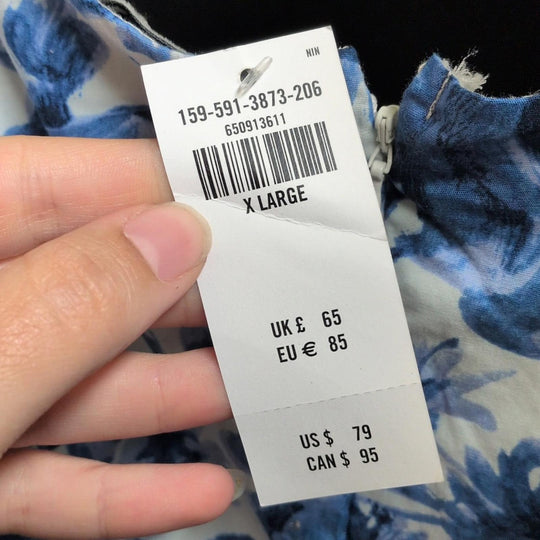 NIN
159-591-3873-206
650913611
X LARGE
UK £ 65
EU € 85
US $ 79
CAN $ 95